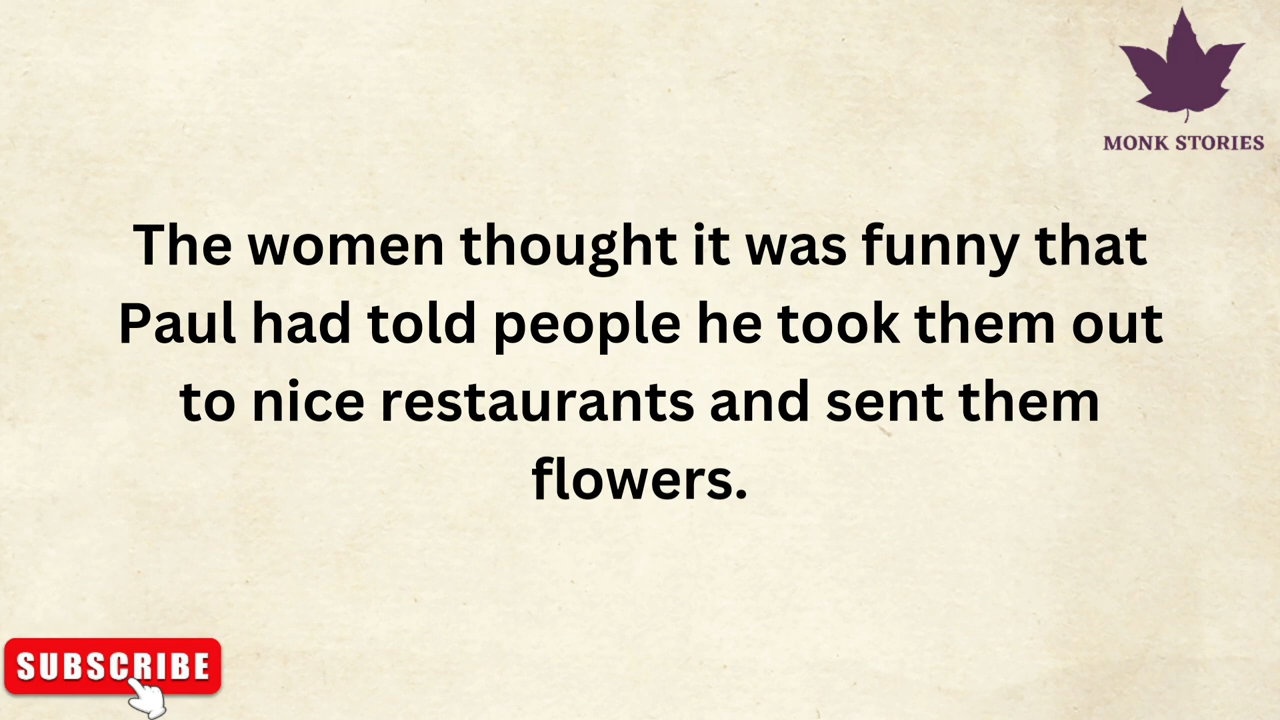 MONK STORIES
The women thought it was funny that
Paul had told people he took them out
to nice restaurants and sent them
flowers.
SUBSCRIBE